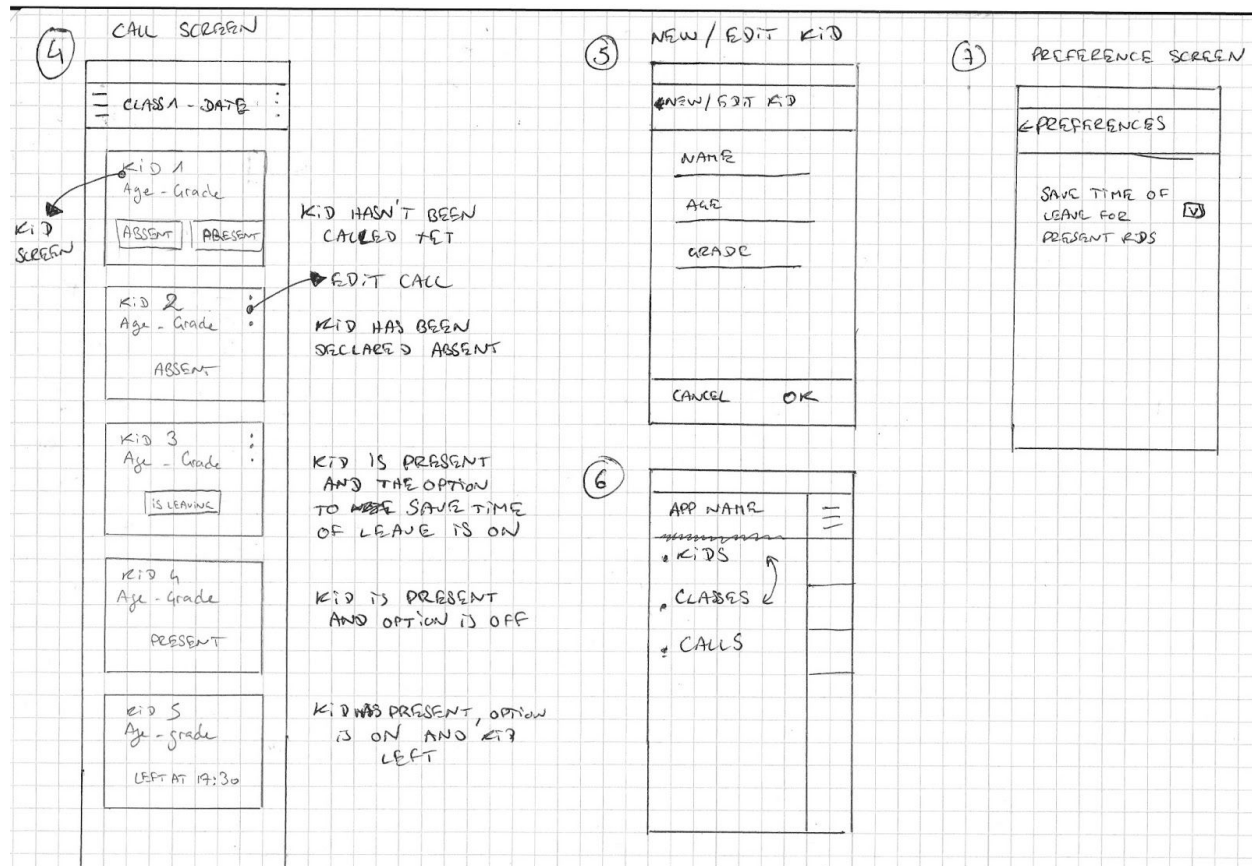 4
CALL SCREEN
CLASS 1 - DATE
KiD 1
Age - Grade
ABSENT
PRESENT
KiD
SCREEN
KiD HASN'T BEEN
CALLED YET
EDiT CALL
KiD 2
Age - Grade
ABSENT
KiD HAS BEEN
DECLARED ABSENT
KiD 3
Age - Grade
iS LEAViNG
KiD iS PRESENT
AND THE OPTiON
TO SAVE TiME
OF LEAVE iS ON
KiD 4
Age - Grade
PRESENT
KiD iS PRESENT
AND OPTiON iS OFF
KiD 5
Age - grade
LEFT AT 17:30
KiD WAS PRESENT, OPTiON
iS ON AND KiD
LEFT
5
NEW / EDiT KiD
NEW / EDiT KiD
NAME
AGE
GRADE
CANCEL OK
6
APP NAME
KiDS
CLASSES
CALLS
7
PREFERENCE SCREEN
PREFERENCES
SAVE TiME OF
LEAVE FOR
PRESENT KiDS
V